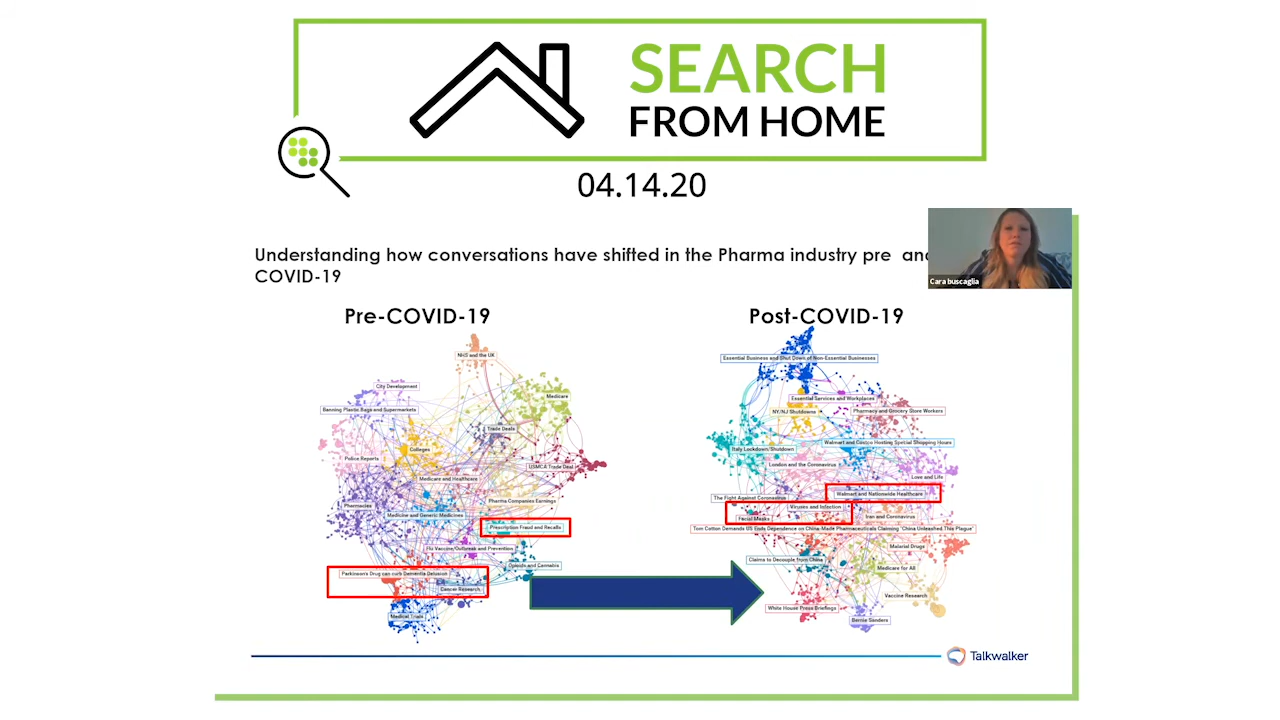 SEARCH
FROM HOME
04.14.20
Understanding how conversations have shifted in the Pharma industry pre and
COVID-19
Cara buscaglia
Pre-COVID-19
NHS and the UK
City Development
Medicare
Banning Plastic Bags and Supermarkets
Trade Deals
Colleges
Police Reports
USMCA Trade Deal
Medicare and Healthcare
Pharmacies
Pharma Companies Earnings
Medicine and Generic Medicines
Prescription Fraud and Recalls
Flu Vaccine/Outbreak and Prevention
Opioids and Cannabis
Parkinson's Drug can curb Dementia Delusion
Cancer Research
Medical Trials
Post-COVID-19
Essential Business and Shut Down of Non-Essential Businesses
Essential Services and Workplaces
NY/NJ Shutdowns
Pharmacy and Grocery Store Workers
Walmart and Costco Hosting Special Shopping Hours
Italy Lockdown/Shutdown
London and the Coronavirus
Love and Life
Walmart and Nationwide Healthcare
The Fight Against Coronavirus
Viruses and Infection
Facial Masks
Iran and Coronavirus
Tom Cotton Demands US Ends Dependence on China-Made Pharmaceuticals Claiming 'China Unleashed This Plague'
Malarial Drugs
Claims to Decouple from China
Medicare for All
Vaccine Research
White House Press Briefings
Bernie Sanders
Talkwalker